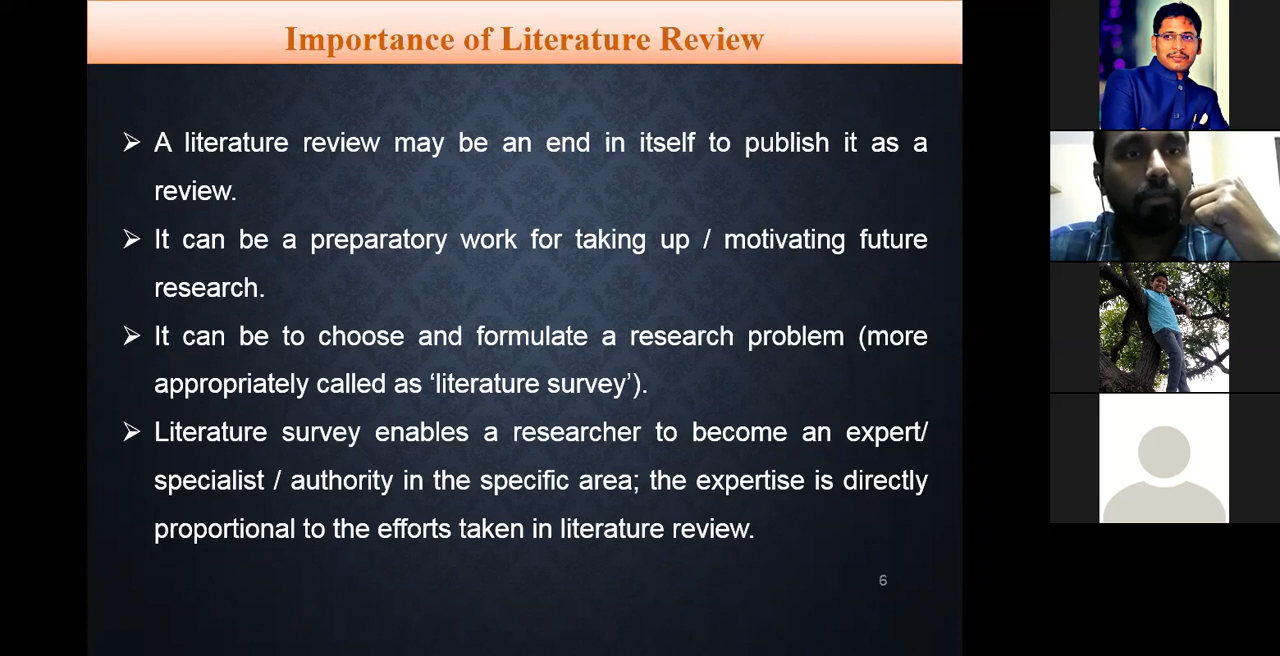 Importance of Literature Review
➢ A literature review may be an end in itself to publish it as a
review.
➢ It can be a preparatory work for taking up / motivating future
research.
➢ It can be to choose and formulate a research problem (more
appropriately called as ‘literature survey’).
➢ Literature survey enables a researcher to become an expert/
specialist / authority in the specific area; the expertise is directly
proportional to the efforts taken in literature review.
6